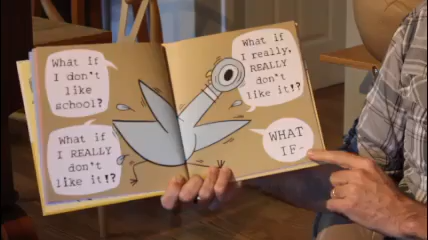 What if
I don't
like
school?
What if
I REALLY
don't
like it!?
What if
I really,
REALLY
don't
like it!?
WHAT
IF-